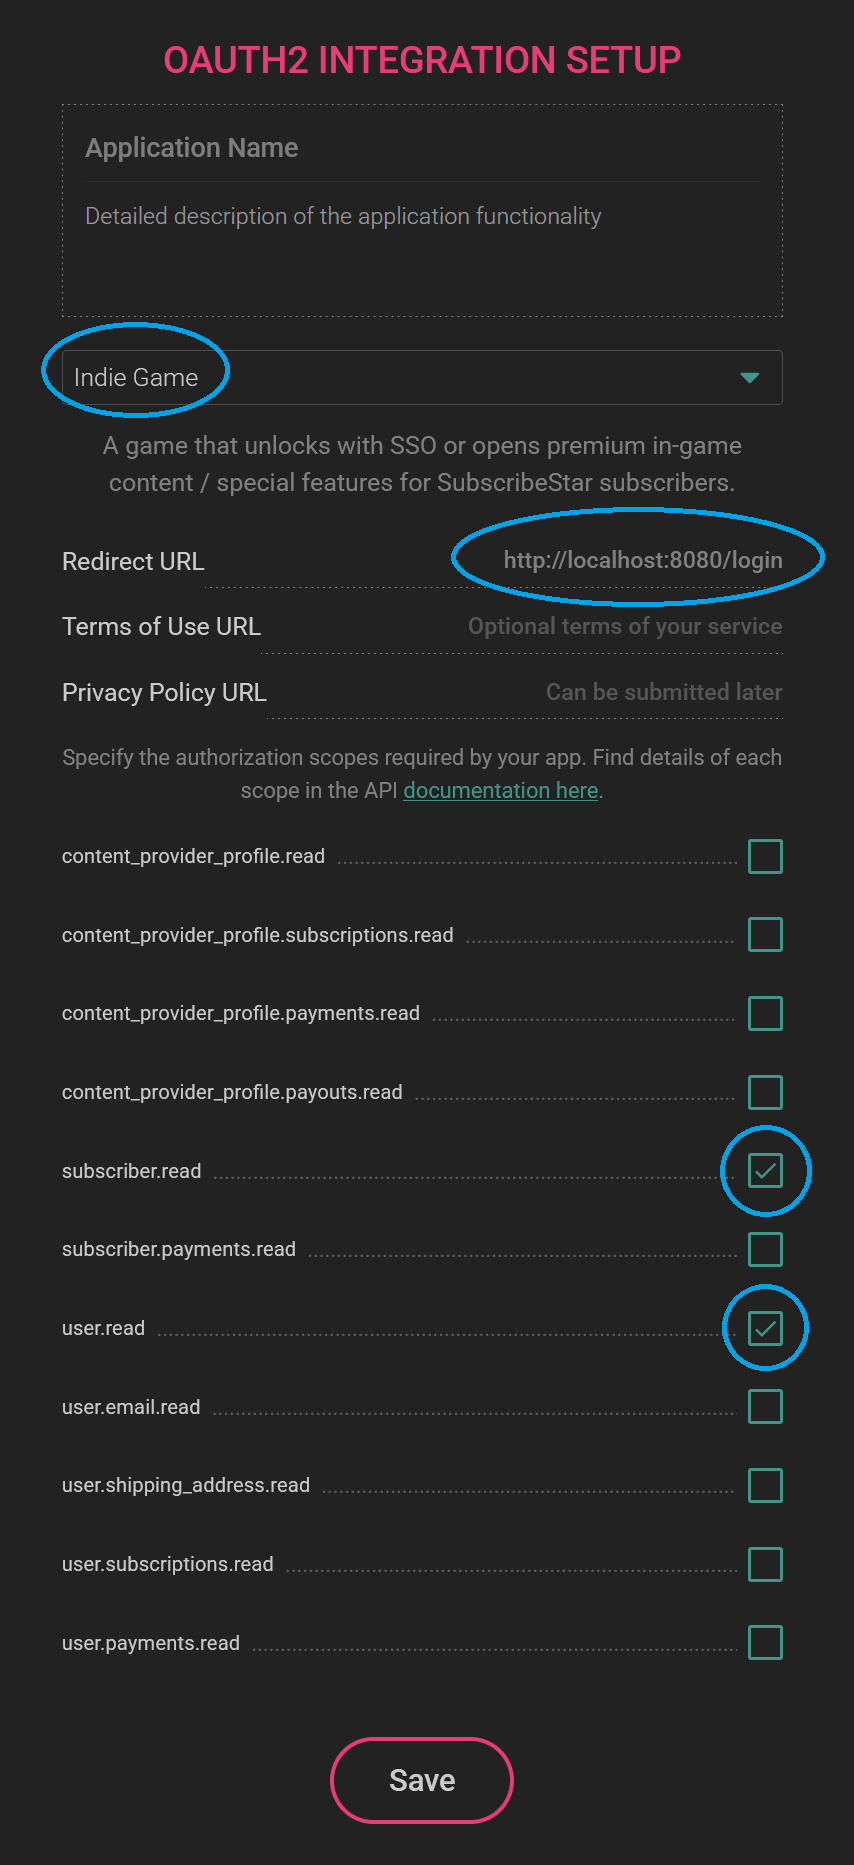 OAUTH2 INTEGRATION SETUP
Application Name
Detailed description of the application functionality
Indie Game
A game that unlocks with SSO or opens premium in-game
content / special features for SubscribeStar subscribers.
Redirect URL http://localhost:8080/login
Terms of Use URL Optional terms of your service
Privacy Policy URL Can be submitted later
Specify the authorization scopes required by your app. Find details of each
scope in the API documentation here.
content_provider_profile.read
content_provider_profile.subscriptions.read
content_provider_profile.payments.read
content_provider_profile.payouts.read
subscriber.read
subscriber.payments.read
user.read
user.email.read
user.shipping_address.read
user.subscriptions.read
user.payments.read
Save